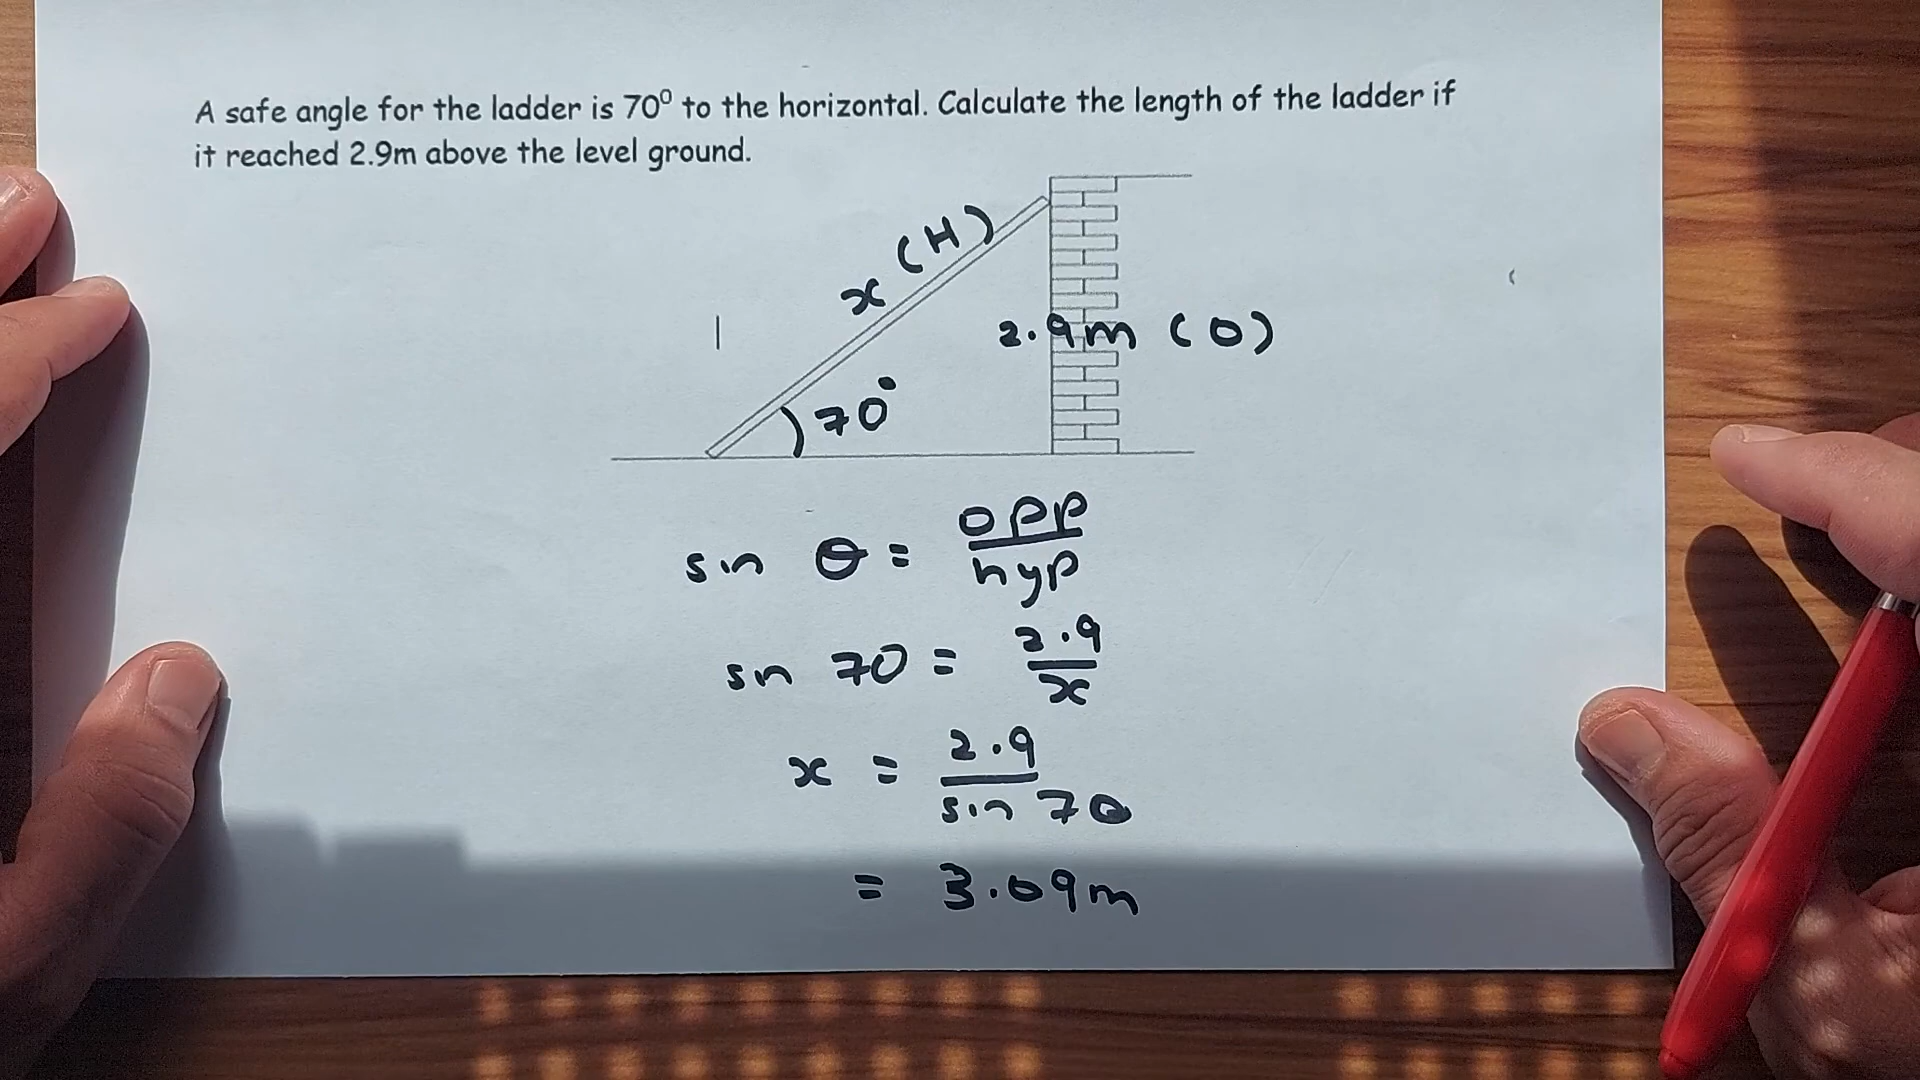 A safe angle for the ladder is 70⁰ to the horizontal. Calculate the length of the ladder if
it reached 2.9m above the level ground.
x (H)
2.9m (O)
70°
sin θ = opp/hyp
sn 70 = 2.9/x
x = 2.9/sin 70
= 3.09m